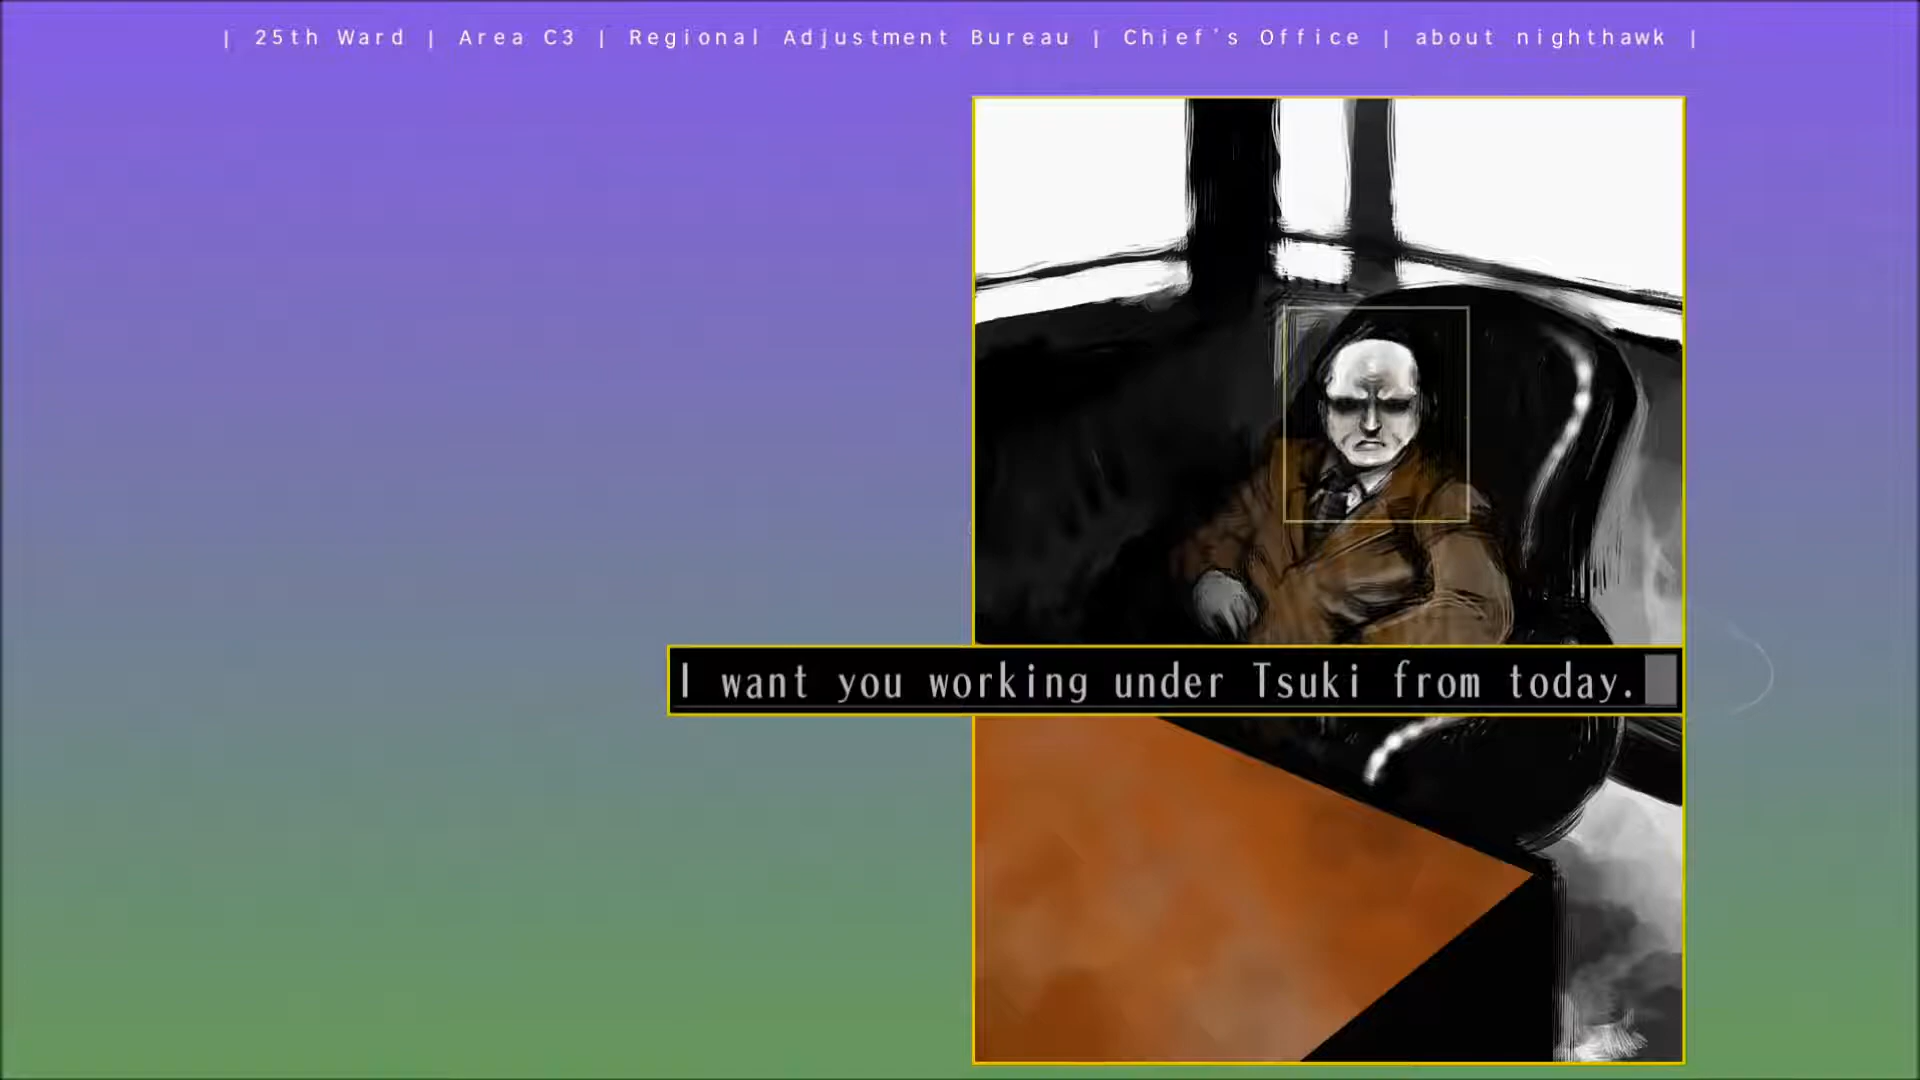 | 25th Ward | Area C3 | Regional Adjustment Bureau | Chief's Office | about nighthawk |
I want you working under Tsuki from today.